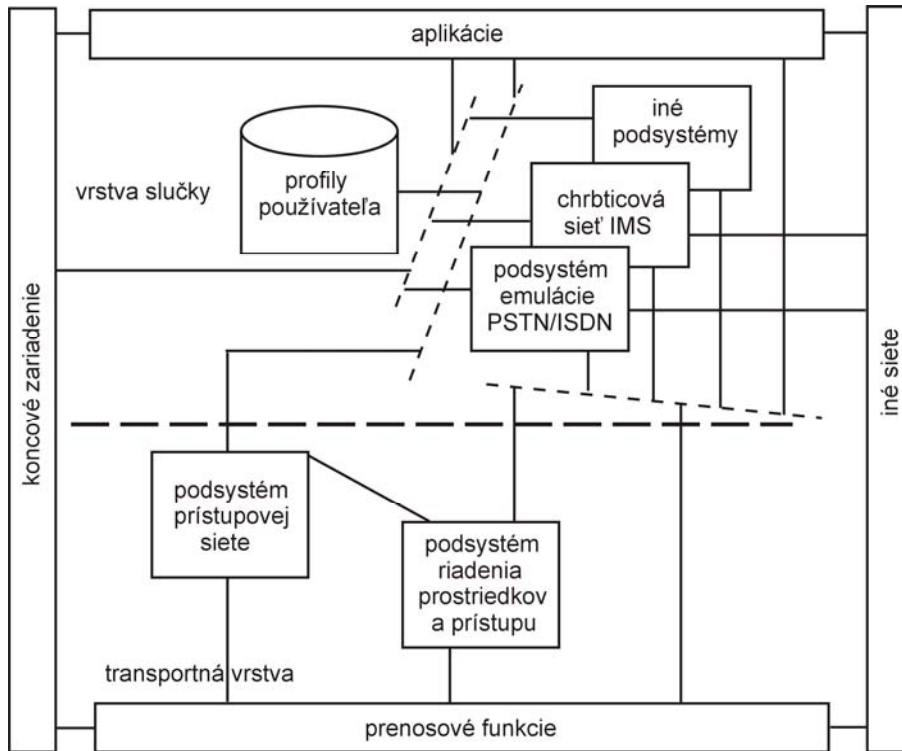 aplikácie
iné
podsystémy
profily
používateľa
vrstva slučky
chrbticová
sieť IMS
podsystém
emulácie
PSTN/ISDN
koncové zariadenie
iné siete
podsystém
prístupovej
siete
podsystém
riadenia
prostriedkov
a prístupu
transportná vrstva
prenosové funkcie